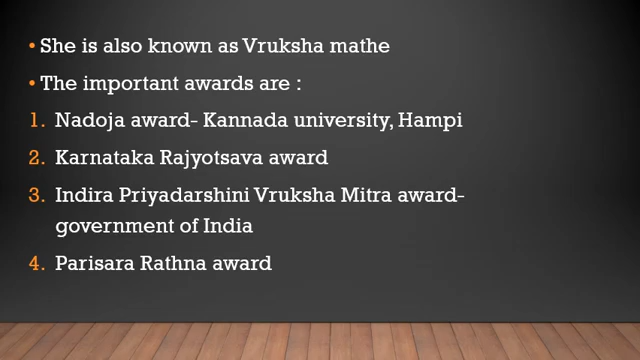 • She is also known as Vruksha mathe
• The important awards are :
1. Nadoja award- Kannada university, Hampi
2. Karnataka Rajyotsava award
3. Indira Priyadarshini Vruksha Mitra award-
government of India
4. Parisara Rathna award